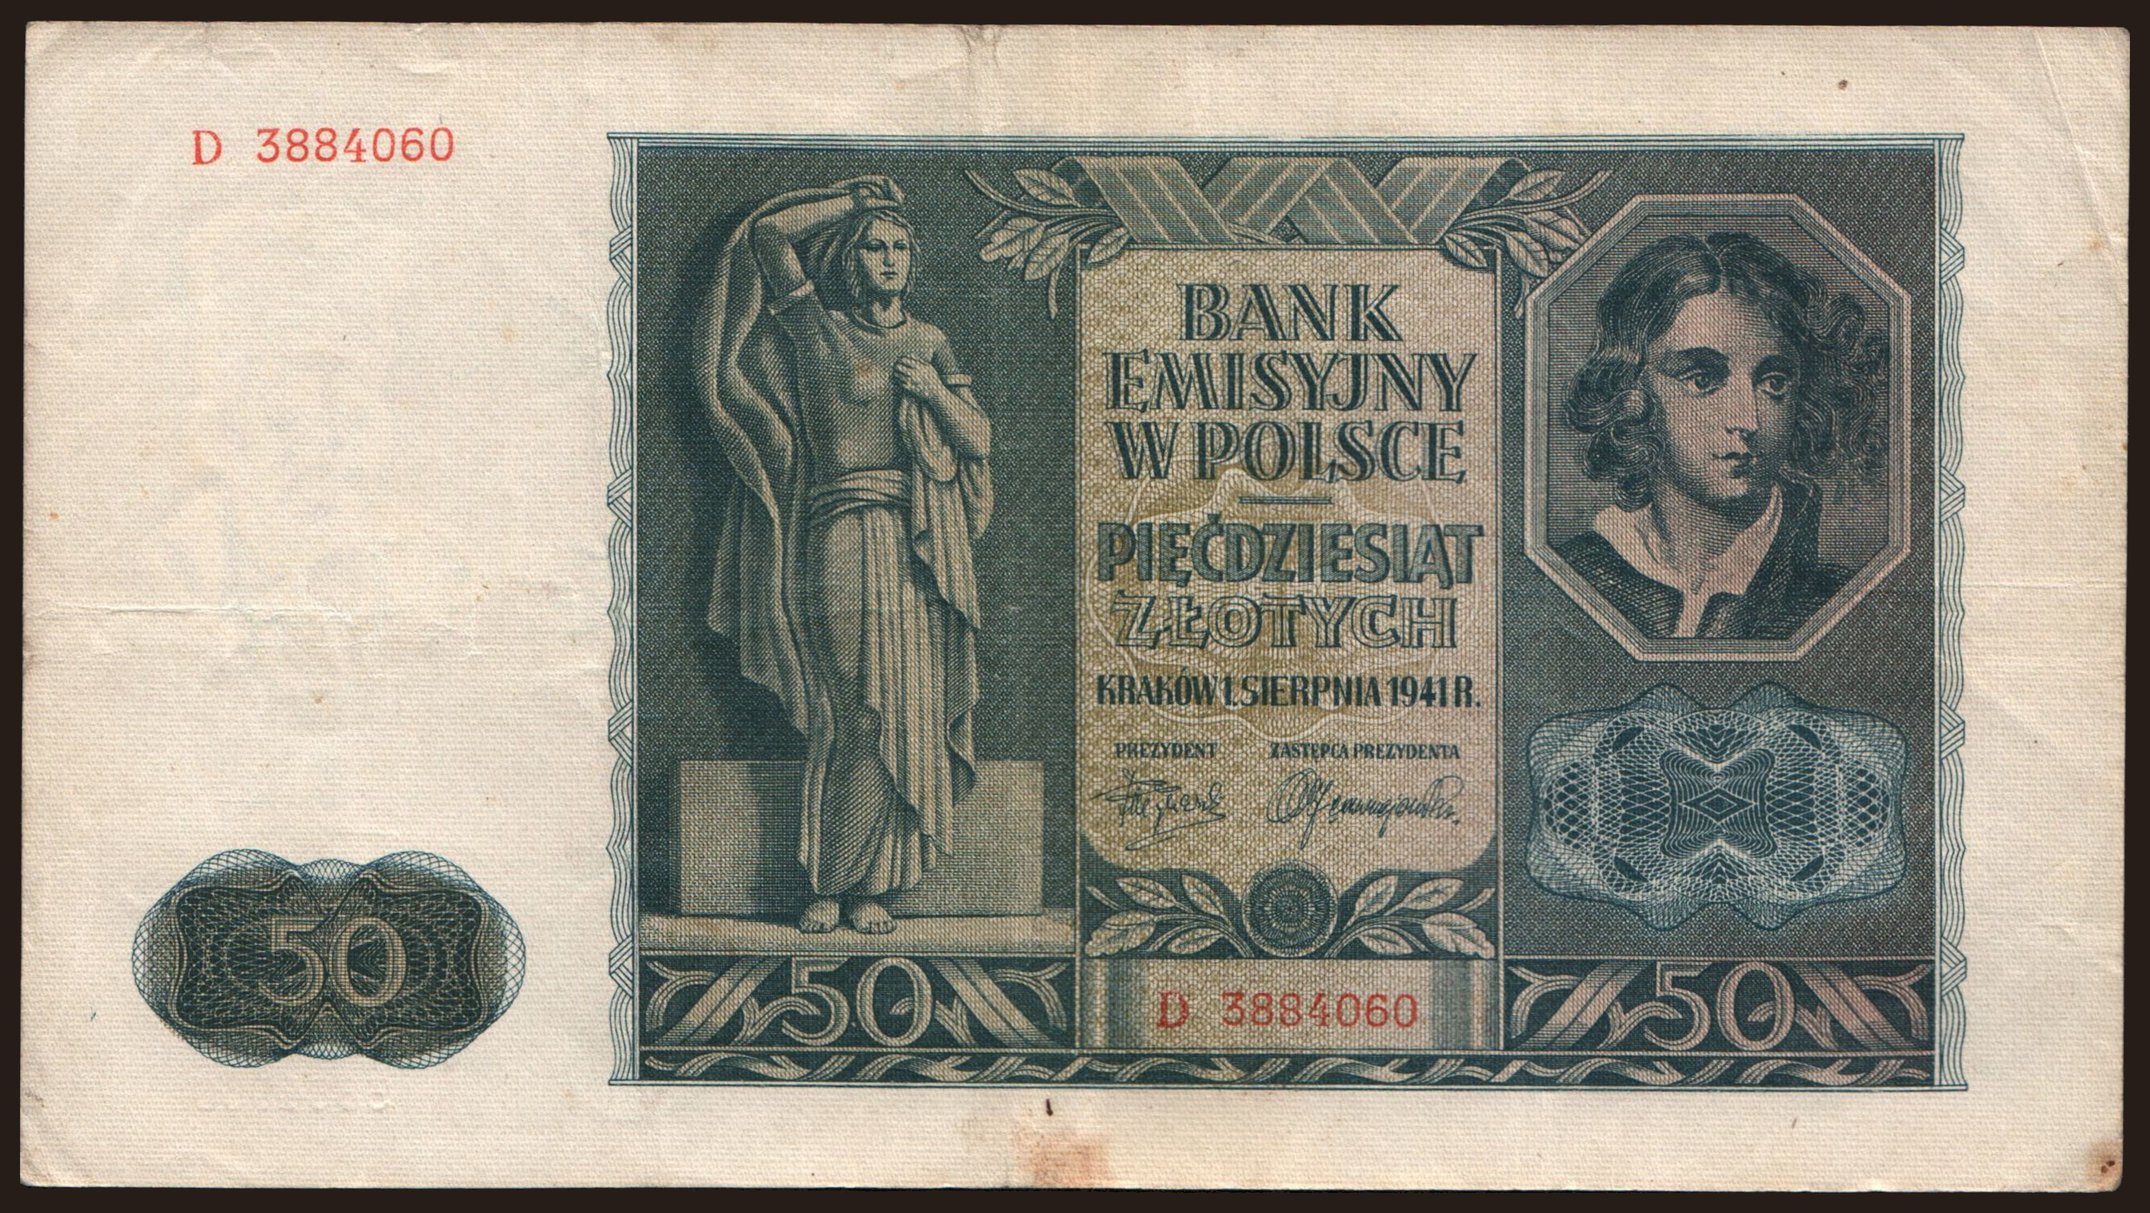 D 3884060
BANK
EMISYJNY
W POLSCE
PIĘĆDZIESIĄT
ZŁOTYCH
KRAKÓW 1. SIERPNIA 1941 R.
PREZYDENT ZASTĘPCA PREZYDENTA
50
50
D 3884060
50